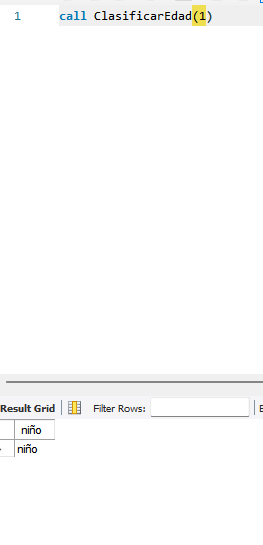 1 call ClasificarEdad(1)
Result Grid Filter Rows: E
niño
niño